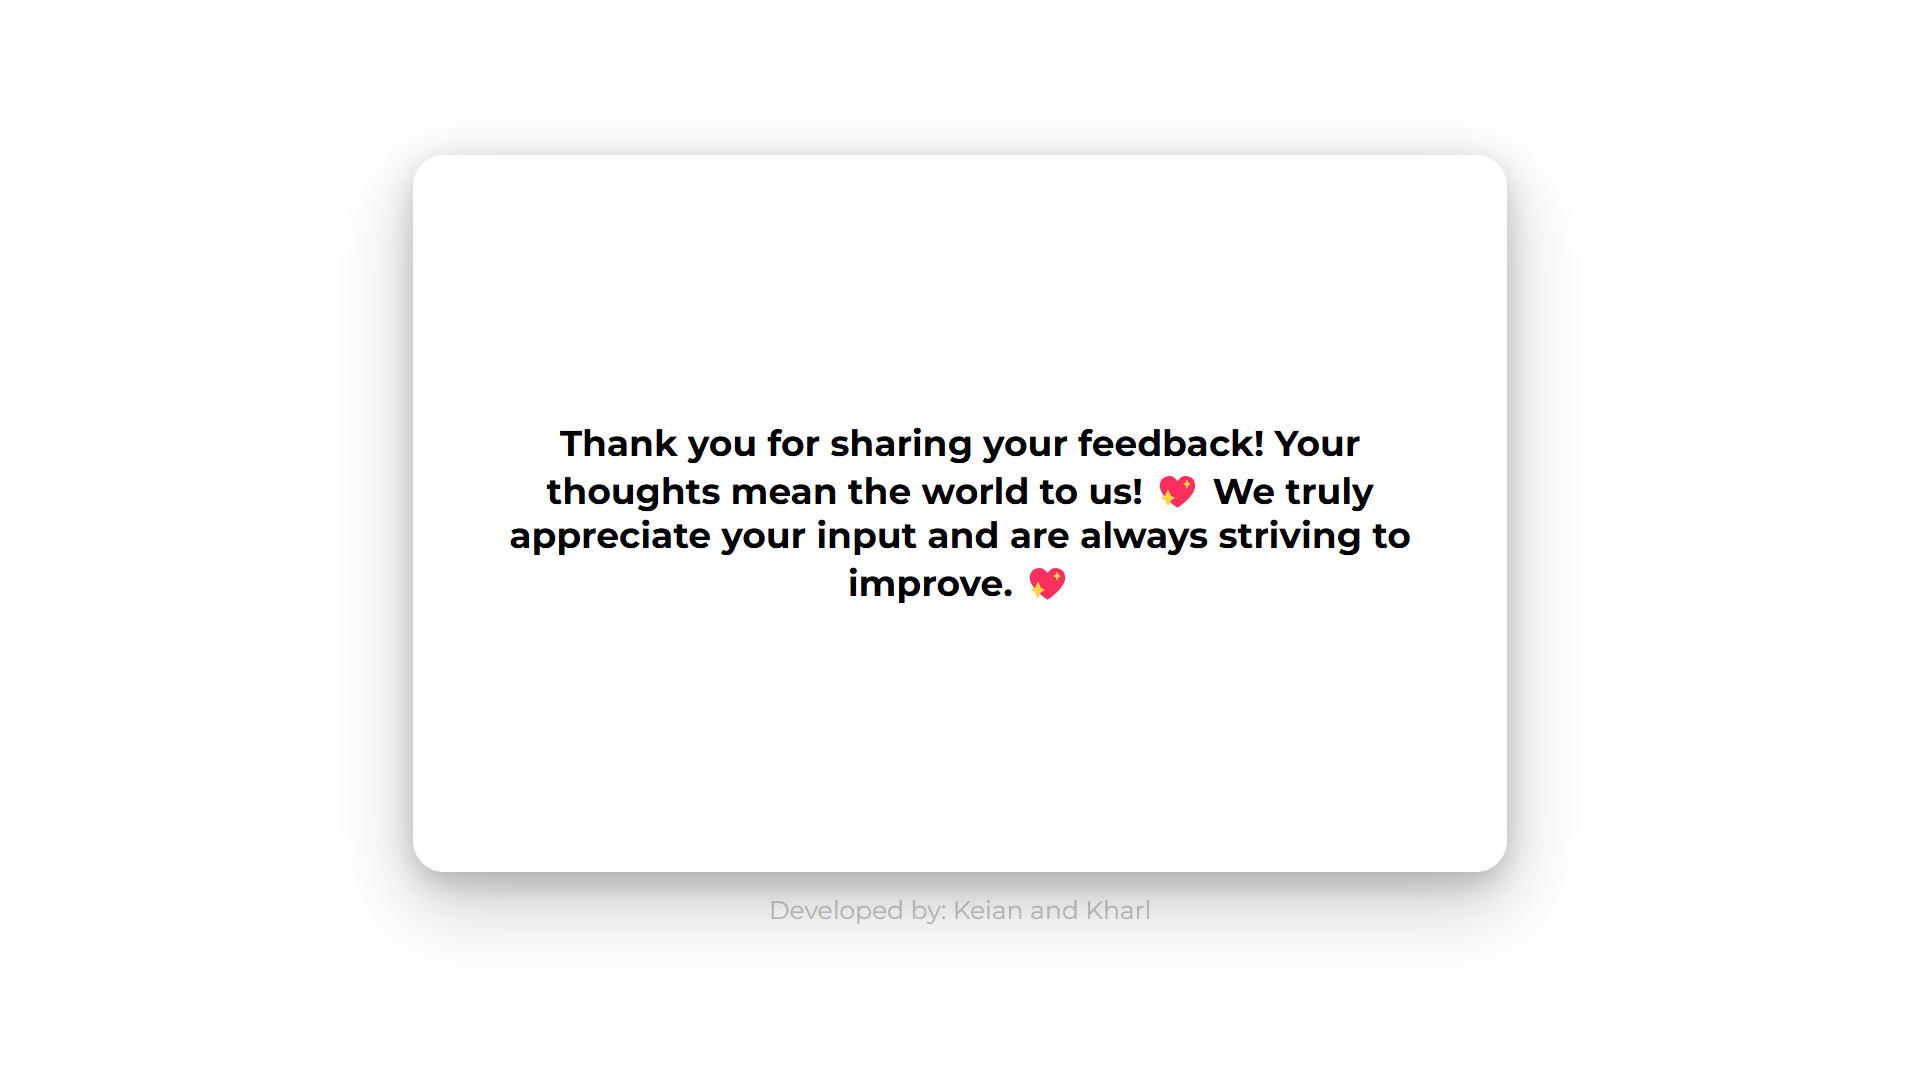 Thank you for sharing your feedback! Your
thoughts mean the world to us! 💖 We truly
appreciate your input and are always striving to
improve. 💖
Developed by: Keian and Kharl